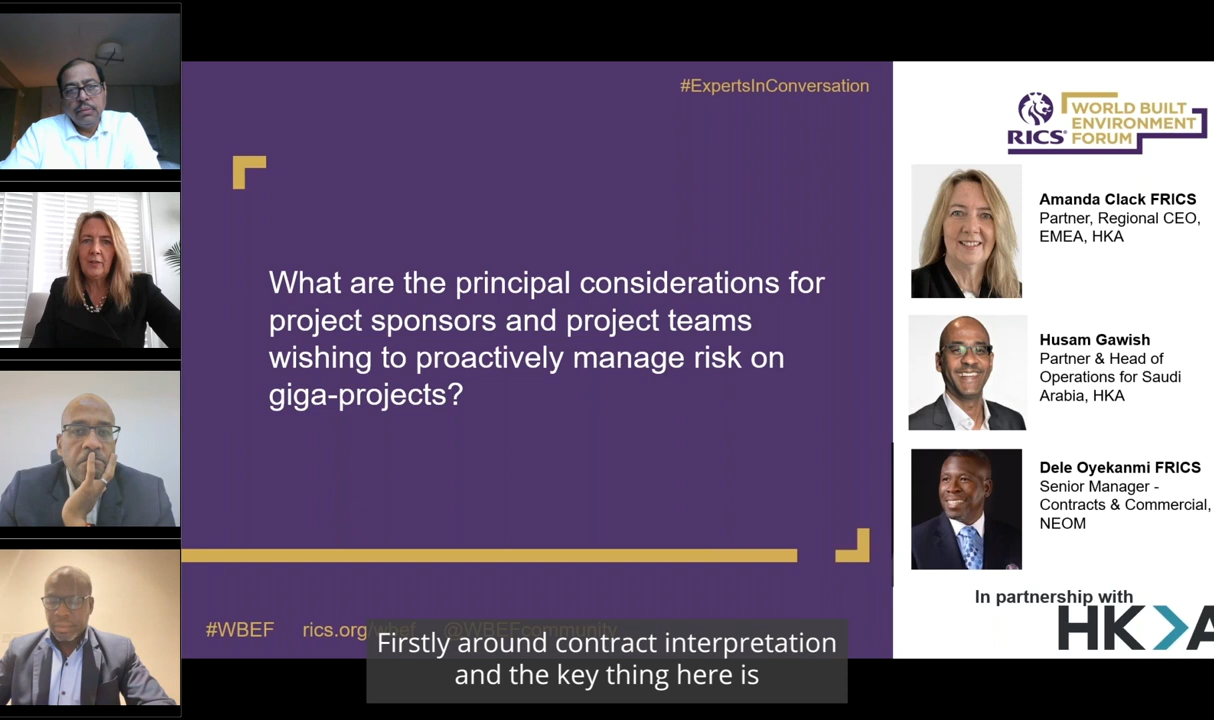 #ExpertsInConversation
What are the principal considerations for
project sponsors and project teams
wishing to proactively manage risk on
giga-projects?
#WBEF rics.org/wbef @WBEFcommunity
Firstly around contract interpretation
and the key thing here is
RICS
WORLD BUILT
ENVIRONMENT
FORUM
Amanda Clack FRICS
Partner, Regional CEO,
EMEA, HKA
Husam Gawish
Partner & Head of
Operations for Saudi
Arabia, HKA
Dele Oyekanmi FRICS
Senior Manager -
Contracts & Commercial,
NEOM
In partnership with
HKA